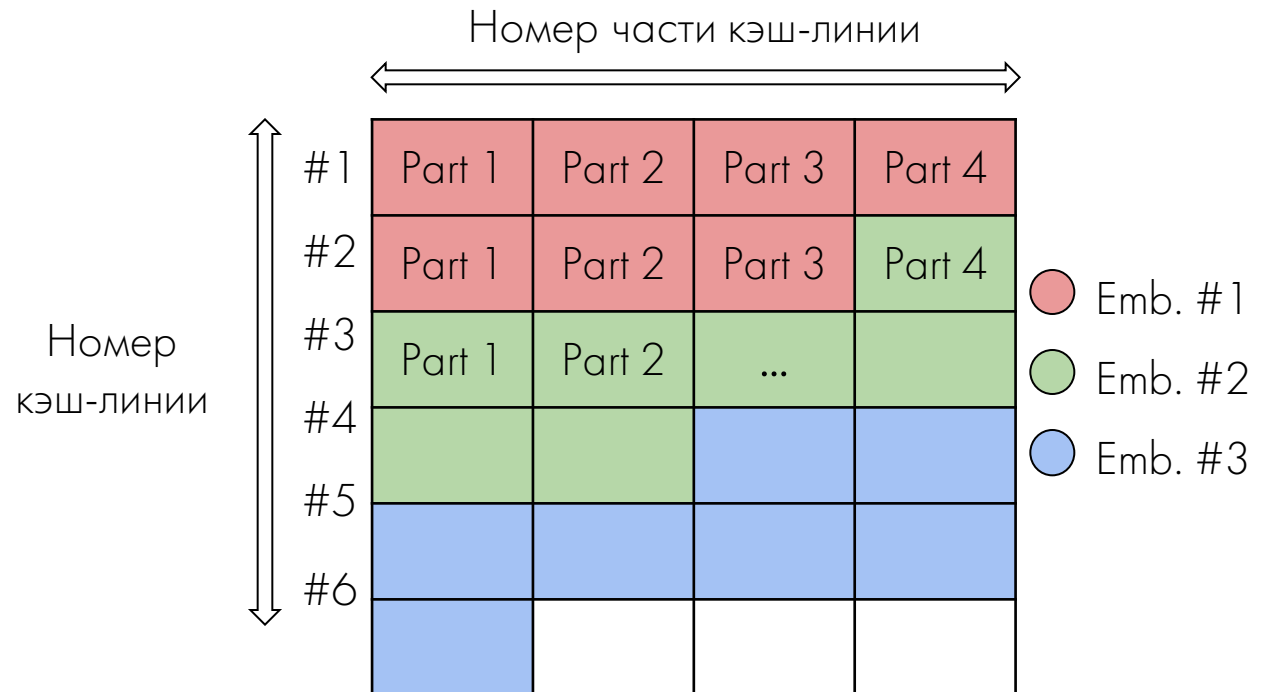 Номер части кэш-линии
#1 Part 1 Part 2 Part 3 Part 4
#2 Part 1 Part 2 Part 3 Part 4
#3 Part 1 Part 2 ...
#4
#5
#6
Номер
кэш-линии
Emb. #1
Emb. #2
Emb. #3